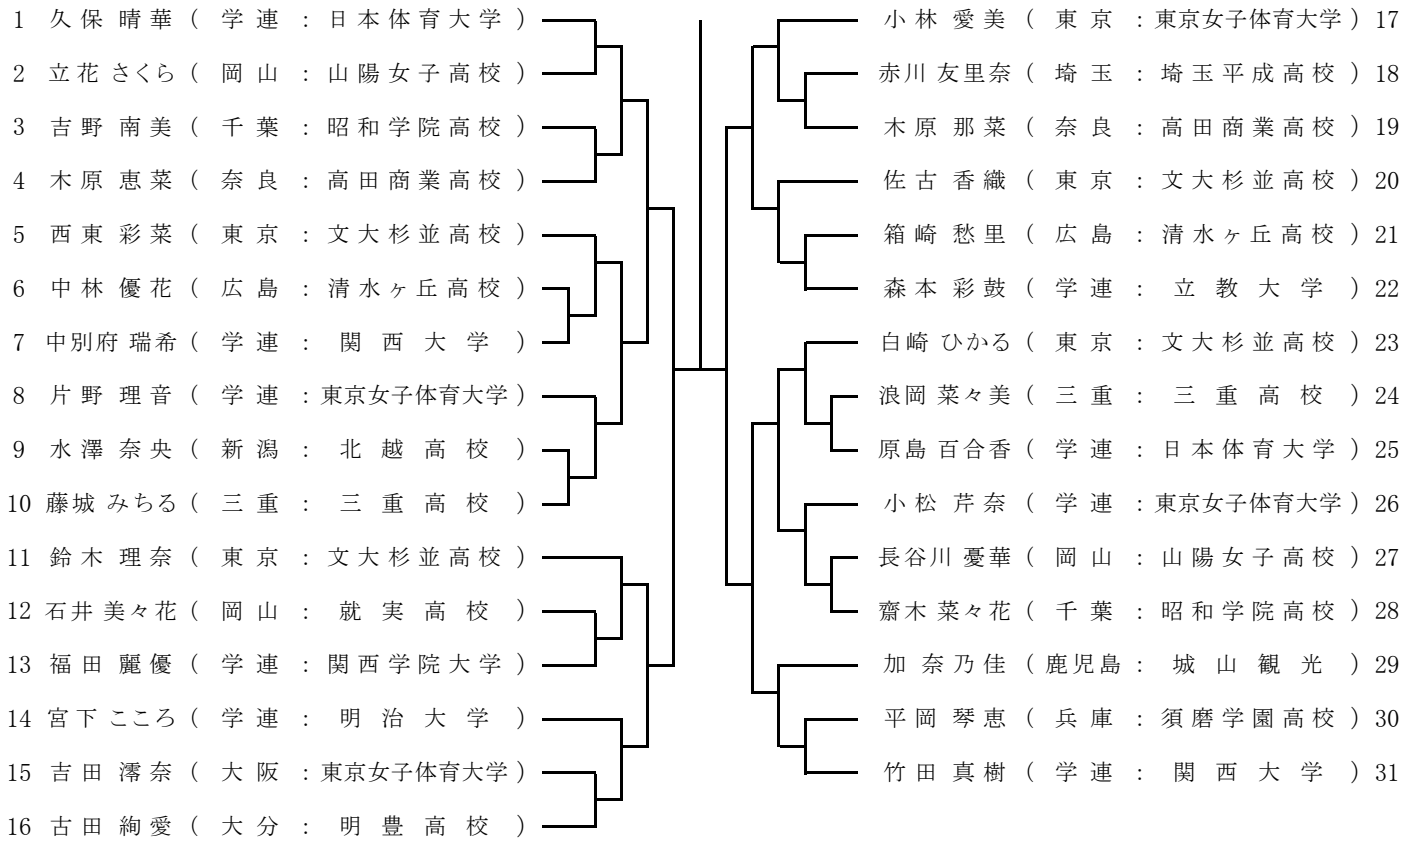 1 久保 晴華 ( 学連 : 日本体育大学 )
2 立花 さくら ( 岡山 : 山陽女子高校 )
3 吉野 南美 ( 千葉 : 昭和学院高校 )
4 木原 恵菜 ( 奈良 : 高田商業高校 )
5 西東 彩菜 ( 東京 : 文大杉並高校 )
6 中林 優花 ( 広島 : 清水ヶ丘高校 )
7 中別府 瑞希 ( 学連 : 関西大学 )
8 片野 理音 ( 学連 : 東京女子体育大学 )
9 水澤 奈央 ( 新潟 : 北越高校 )
10 藤城 みちる ( 三重 : 三重高校 )
11 鈴木 理奈 ( 東京 : 文大杉並高校 )
12 石井 美々花 ( 岡山 : 就実高校 )
13 福田 麗優 ( 学連 : 関西学院大学 )
14 宮下 こころ ( 学連 : 明治大学 )
15 吉田 澪奈 ( 大阪 : 東京女子体育大学 )
16 古田 絢愛 ( 大分 : 明豊高校 )
小林 愛美 ( 東京 : 東京女子体育大学 ) 17
赤川 友里奈 ( 埼玉 : 埼玉平成高校 ) 18
木原 那菜 ( 奈良 : 高田商業高校 ) 19
佐古 香織 ( 東京 : 文大杉並高校 ) 20
箱崎 愁里 ( 広島 : 清水ヶ丘高校 ) 21
森本 彩鼓 ( 学連 : 立教大学 ) 22
白崎 ひかる ( 東京 : 文大杉並高校 ) 23
浪岡 菜々美 ( 三重 : 三重高校 ) 24
原島 百合香 ( 学連 : 日本体育大学 ) 25
小松 芹奈 ( 学連 : 東京女子体育大学 ) 26
長谷川 憂華 ( 岡山 : 山陽女子高校 ) 27
齋木 菜々花 ( 千葉 : 昭和学院高校 ) 28
加 奈乃佳 ( 鹿児島 : 城山観光 ) 29
平岡 琴恵 ( 兵庫 : 須磨学園高校 ) 30
竹田 真樹 ( 学連 : 関西大学 ) 31